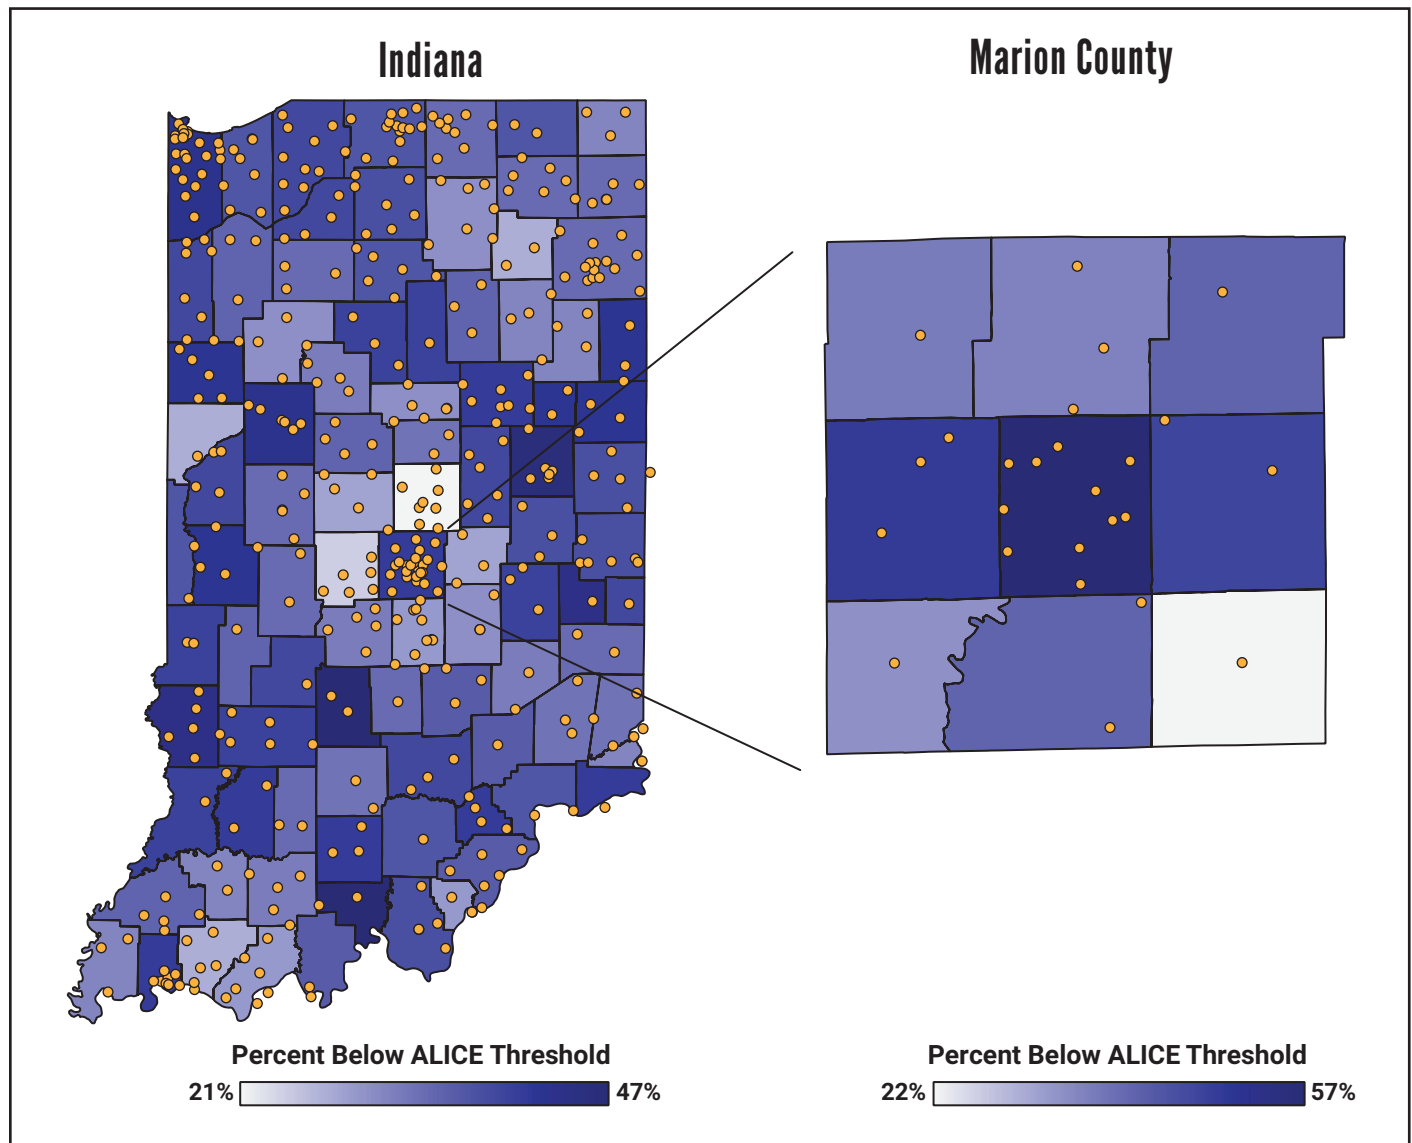 Indiana
Marion County
Percent Below ALICE Threshold
21%
47%
Percent Below ALICE Threshold
22%
57%